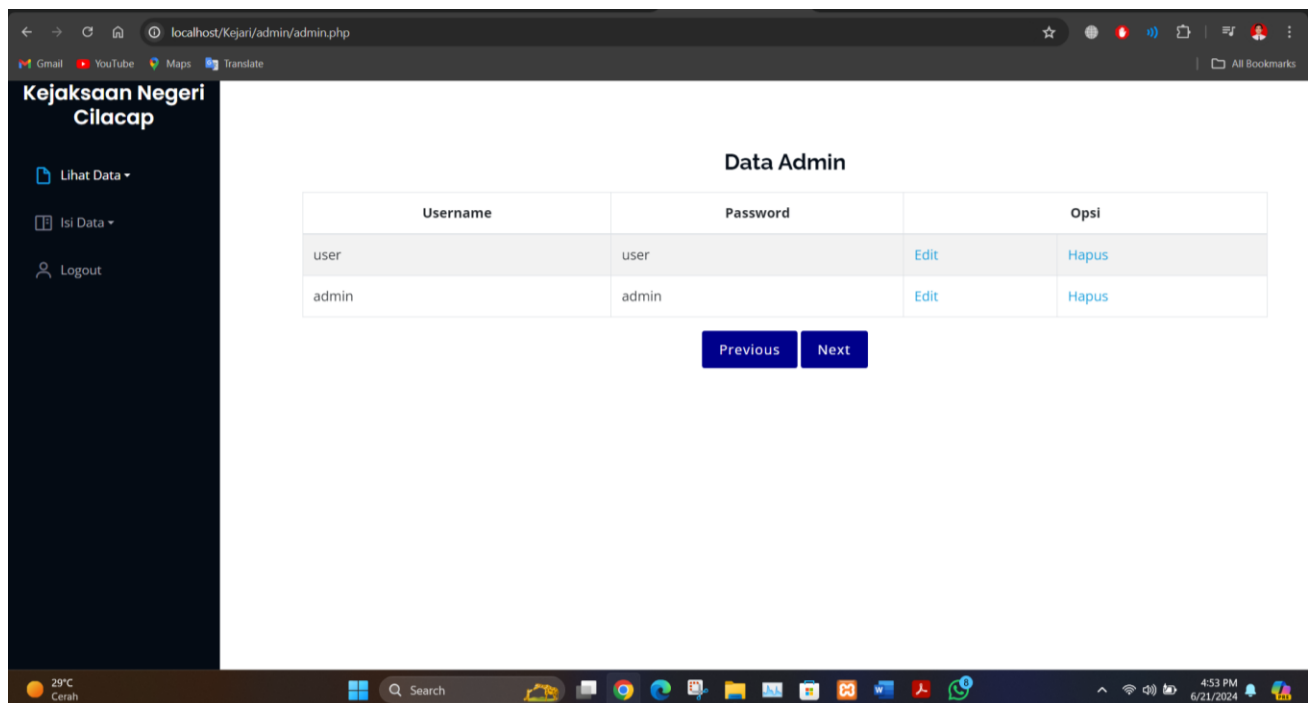 localhost/Kejari/admin/admin.php
Gmail YouTube Maps Translate All Bookmarks
Kejaksaan Negeri
Cilacap
Lihat Data
Isi Data
Logout
Data Admin
Username Password Opsi
user user Edit Hapus
admin admin Edit Hapus
Previous Next
29°C
Cerah
Search
8
4:53 PM
6/21/2024